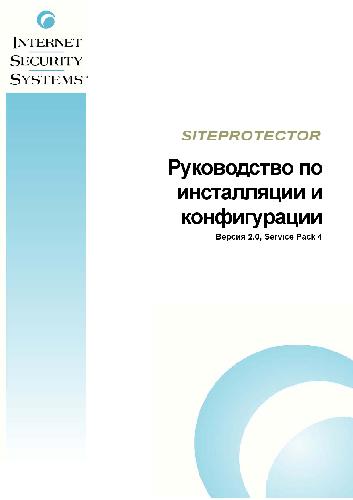 INTERNET
SECURITY
SYSTEMS
SITEPROTECTOR
Руководство по
инсталляции и
конфигурации
Версия 2.0, Service Pack 4